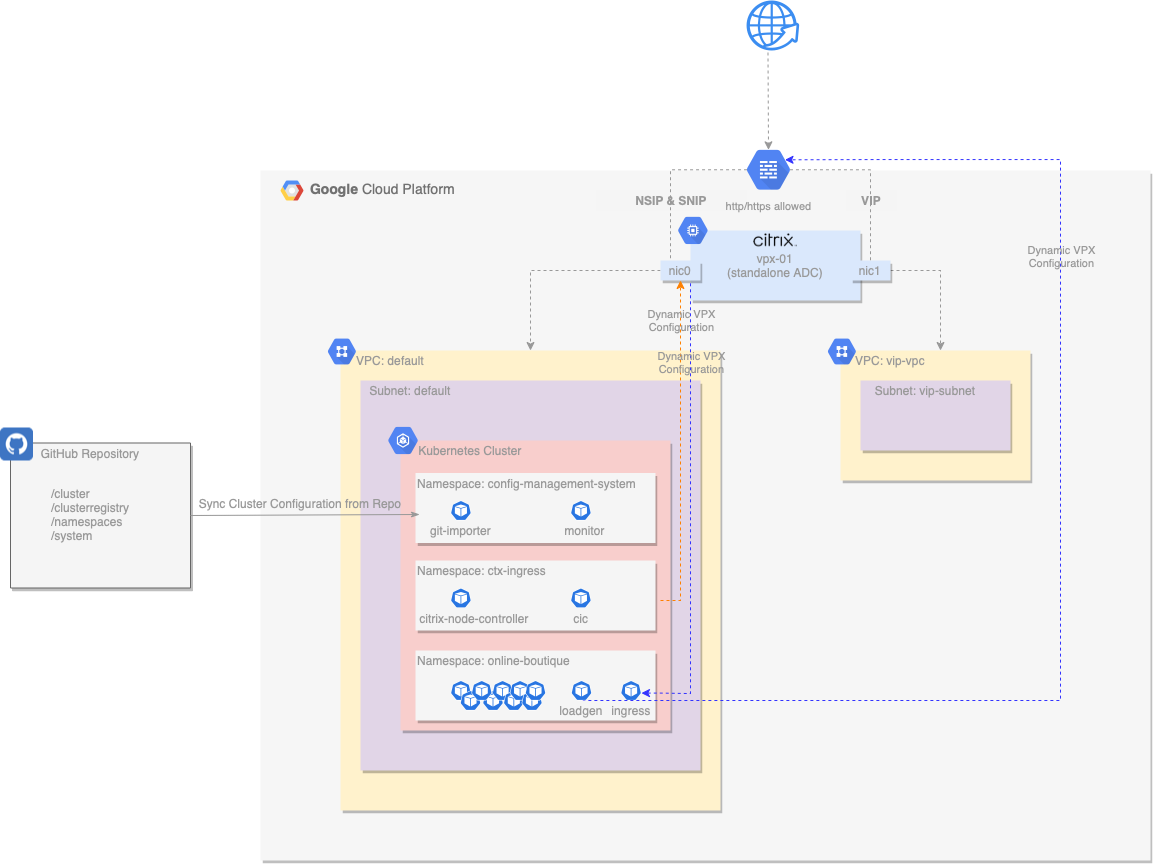 Google Cloud Platform
NSIP & SNIP
http/https allowed
VIP
citrix.
vpx-01
(standalone ADC)
nic0
nic1
Dynamic VPX
Configuration
Dynamic VPX
Configuration
Dynamic VPX
Configuration
VPC: default
Subnet: default
VPC: vip-vpc
Subnet: vip-subnet
Kubernetes Cluster
GitHub Repository
/cluster
/clusterregistry
/namespaces
/system
Sync Cluster Configuration from Repo
Namespace: config-management-system
git-importer
monitor
Namespace: ctx-ingress
citrix-node-controller
cic
Namespace: online-boutique
loadgen
ingress